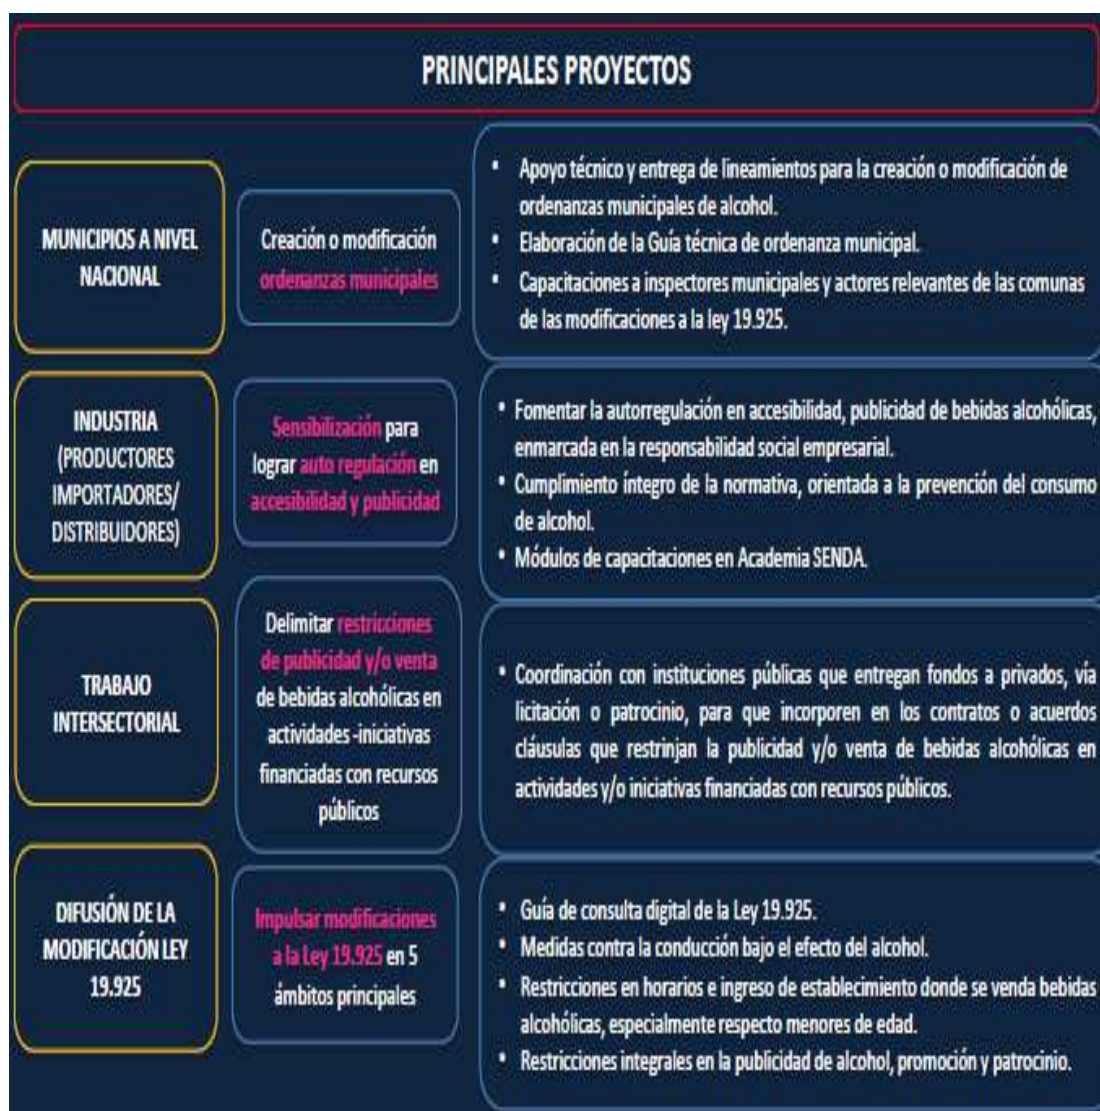 PRINCIPALES PROYECTOS
MUNICIPIOS A NIVEL
NACIONAL
Creación o modificación
ordenanzas municipales
• Apoyo técnico y entrega de lineamientos para la creación o modificación de
ordenanzas municipales de alcohol.
• Elaboración de la Guía técnica de ordenanza municipal.
• Capacitaciones a inspectores municipales y actores relevantes de las comunas
de las modificaciones a la ley 19.925.
INDUSTRIA
(PRODUCTORES
IMPORTADORES/
DISTRIBUIDORES)
Sensibilización para
lograr auto regulación en
accesibilidad y publicidad
• Fomentar la autorregulación en accesibilidad, publicidad de bebidas alcohólicas,
enmarcada en la responsabilidad social empresarial.
• Cumplimiento íntegro de la normativa, orientada a la prevención del consumo
de alcohol.
• Módulos de capacitaciones en Academia SENDA.
TRABAJO
INTERSECTORIAL
Delimitar restricciones
de publicidad y/o venta
de bebidas alcohólicas en
actividades -iniciativas
financiadas con recursos
públicos
• Coordinación con instituciones públicas que entregan fondos a privados, vía
licitación o patrocinio, para que incorporen en los contratos o acuerdos
cláusulas que restrinjan la publicidad y/o venta de bebidas alcohólicas en
actividades y/o iniciativas financiadas con recursos públicos.
DIFUSIÓN DE LA
MODIFICACIÓN LEY
19.925
Impulsar modificaciones
a la Ley 19.925 en 5
ámbitos principales
• Guía de consulta digital de la Ley 19.925.
• Medidas contra la conducción bajo el efecto del alcohol.
• Restricciones en horarios e ingreso de establecimiento donde se venda bebidas
alcohólicas, especialmente respecto menores de edad.
• Restricciones integrales en la publicidad de alcohol, promoción y patrocinio.